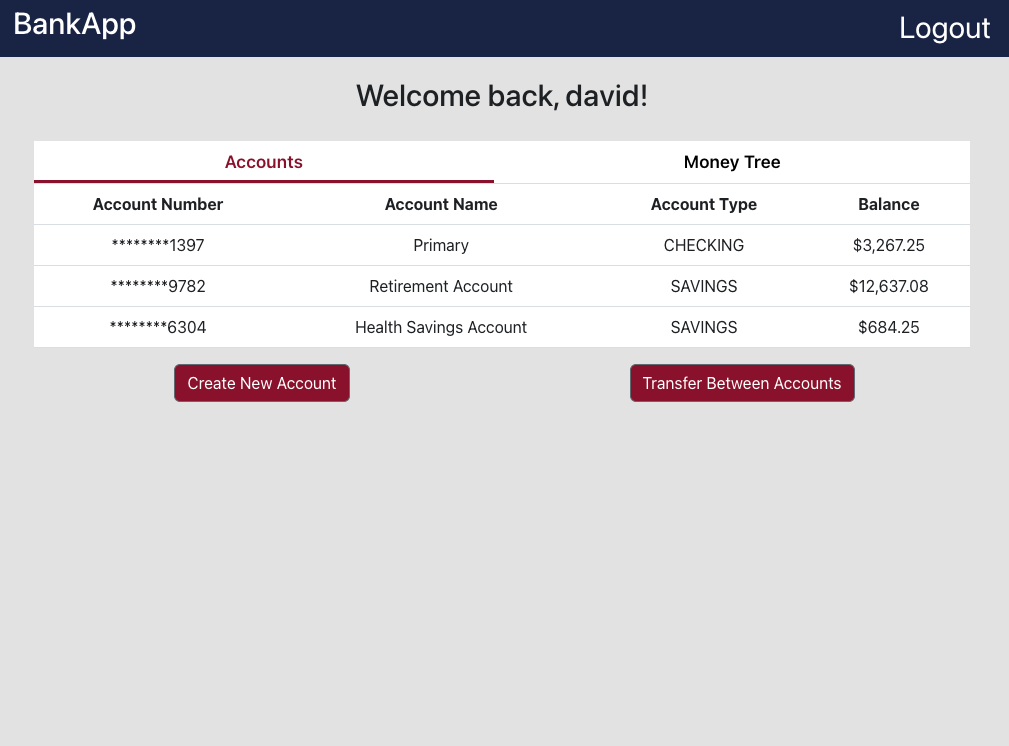 BankApp Logout
Welcome back, david!
Accounts Money Tree
Account Number Account Name Account Type Balance
********1397 Primary CHECKING $3,267.25
********9782 Retirement Account SAVINGS $12,637.08
********6304 Health Savings Account SAVINGS $684.25
Create New Account Transfer Between Accounts